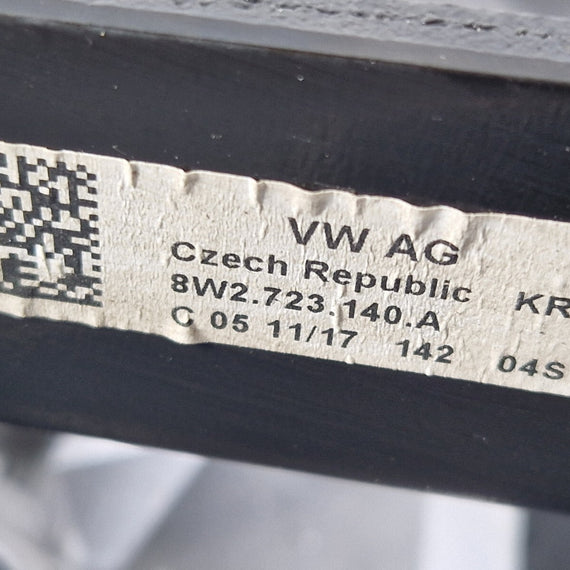 VW AG
Czech Republic KR
8W2.723.140.A
C 05 11/17 142 04S